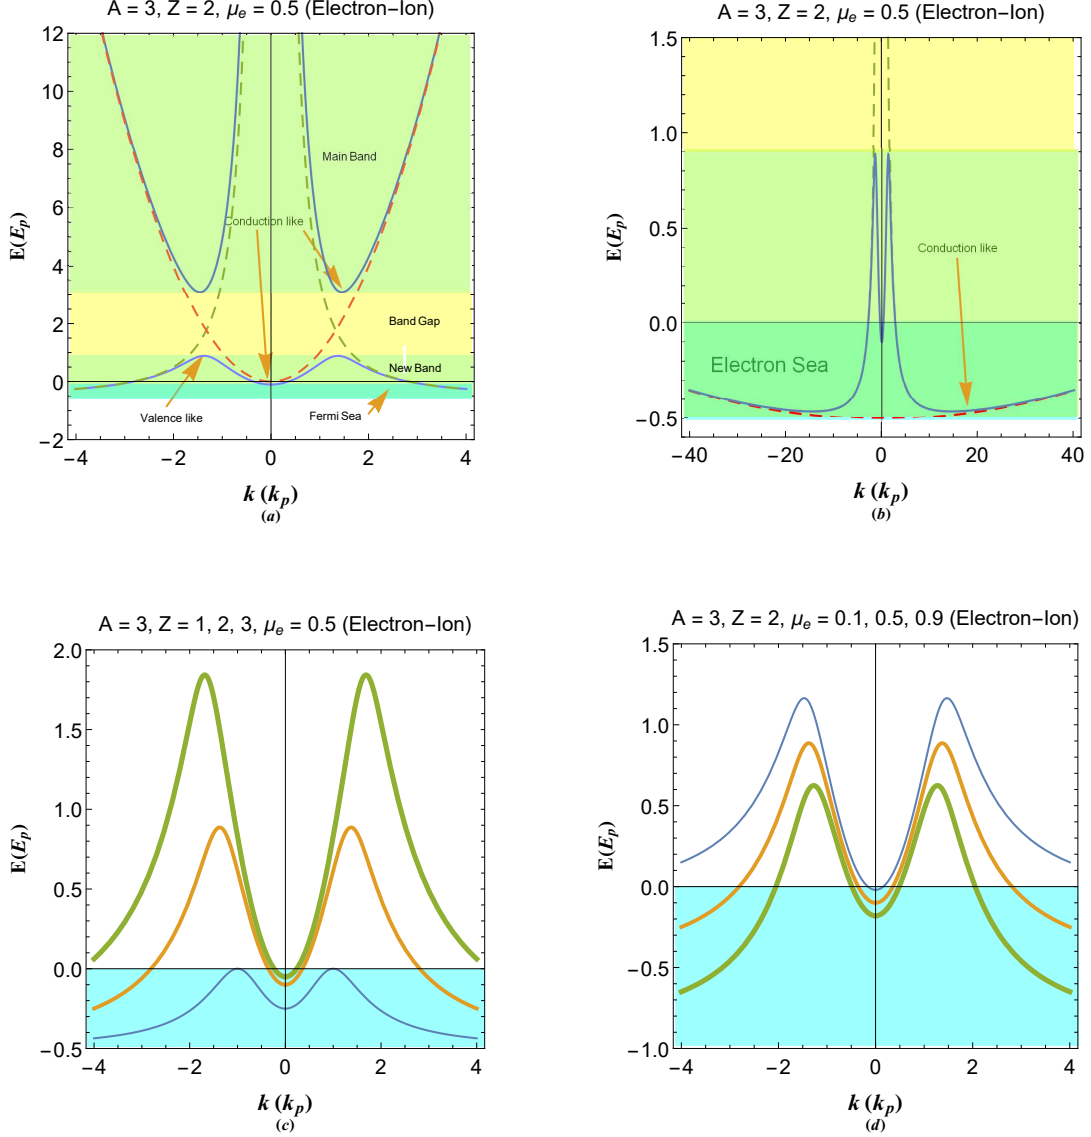 A = 3, Z = 2, μe = 0.5 (Electron−Ion)
12
10
8
6
4
2
0
−2
E(Ep)
Main Band
Conduction like
Band Gap
New Band
Valence like
Fermi Sea
−4 −2 0 2 4
k (kp)
(a)
A = 3, Z = 2, μe = 0.5 (Electron−Ion)
1.5
1.0
0.5
0.0
−0.5
E(Ep)
Conduction like
Electron Sea
−40 −20 0 20 40
k (kp)
(b)
A = 3, Z = 1, 2, 3, μe = 0.5 (Electron−Ion)
2.0
1.5
1.0
0.5
0.0
−0.5
E(Ep)
−4 −2 0 2 4
k (kp)
(c)
A = 3, Z = 2, μe = 0.1, 0.5, 0.9 (Electron−Ion)
1.5
1.0
0.5
0.0
−0.5
−1.0
E(Ep)
−4 −2 0 2 4
k (kp)
(d)